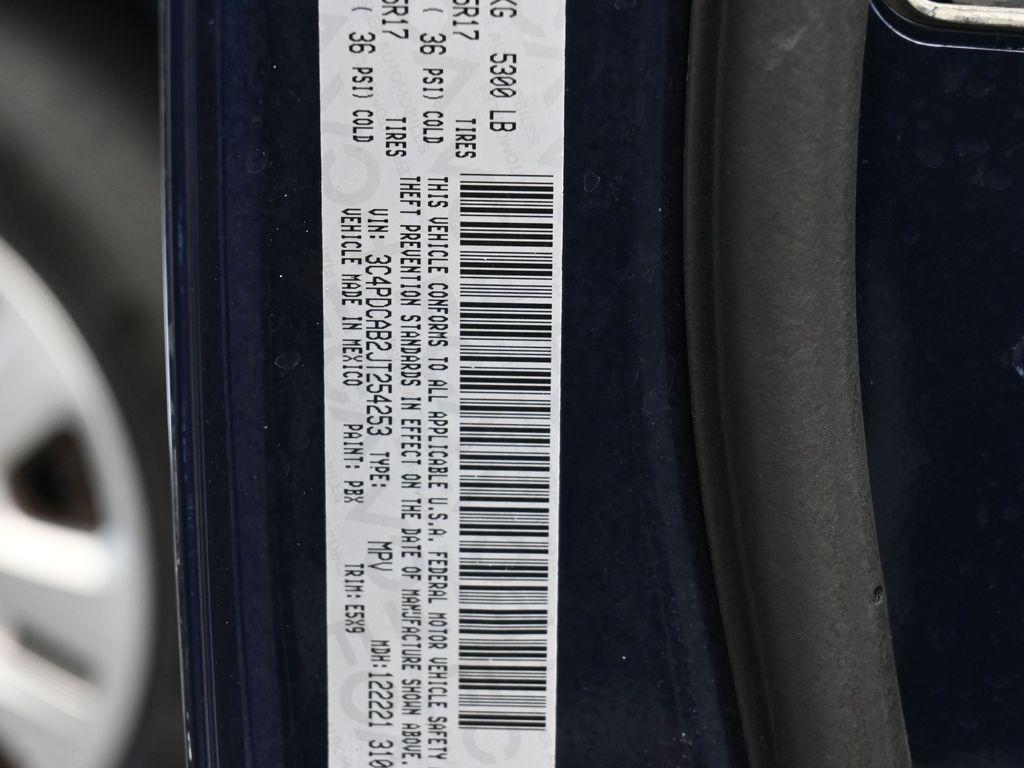 KG 5300 LB
5R17 TIRES
( 36 PSI) COLD
5R17 TIRES
( 36 PSI) COLD
THIS VEHICLE CONFORMS TO ALL APPLICABLE U.S.A. FEDERAL MOTOR VEHICLE SAFETY
THEFT PREVENTION STANDARDS IN EFFECT ON THE DATE OF MANUFACTURE SHOWN ABOVE.
VIN: 3C4PDCAB2JT254253 TYPE: MPV MDH:122221 310
VEHICLE MADE IN MEXICO PAINT: PBX TRIM: E5X9